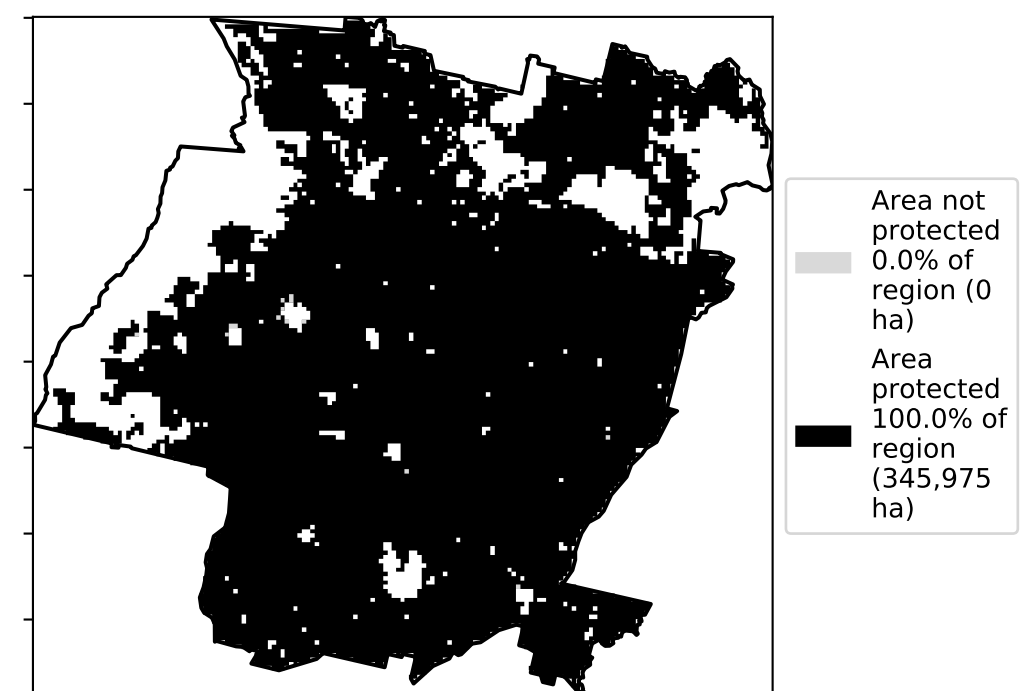 Area not
protected
0.0% of
region (0
ha)
Area
protected
100.0% of
region
(345,975
ha)